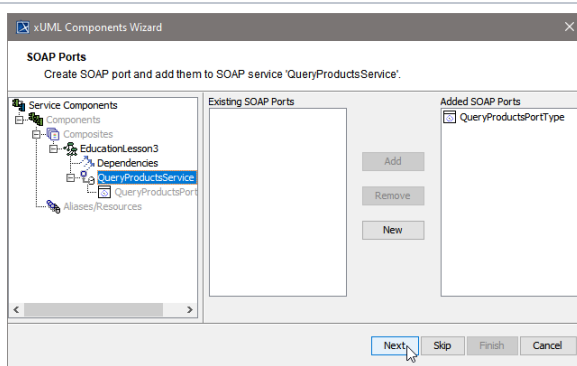 xUML Components Wizard
SOAP Ports
Create SOAP port and add them to SOAP service 'QueryProductsService'.
Service Components
Components
Composites
EducationLesson3
Dependencies
QueryProductsService
QueryProductsPort
Aliases/Resources
Existing SOAP Ports
Add
Remove
New
Added SOAP Ports
QueryProductsPortType
Next
Skip
Finish
Cancel